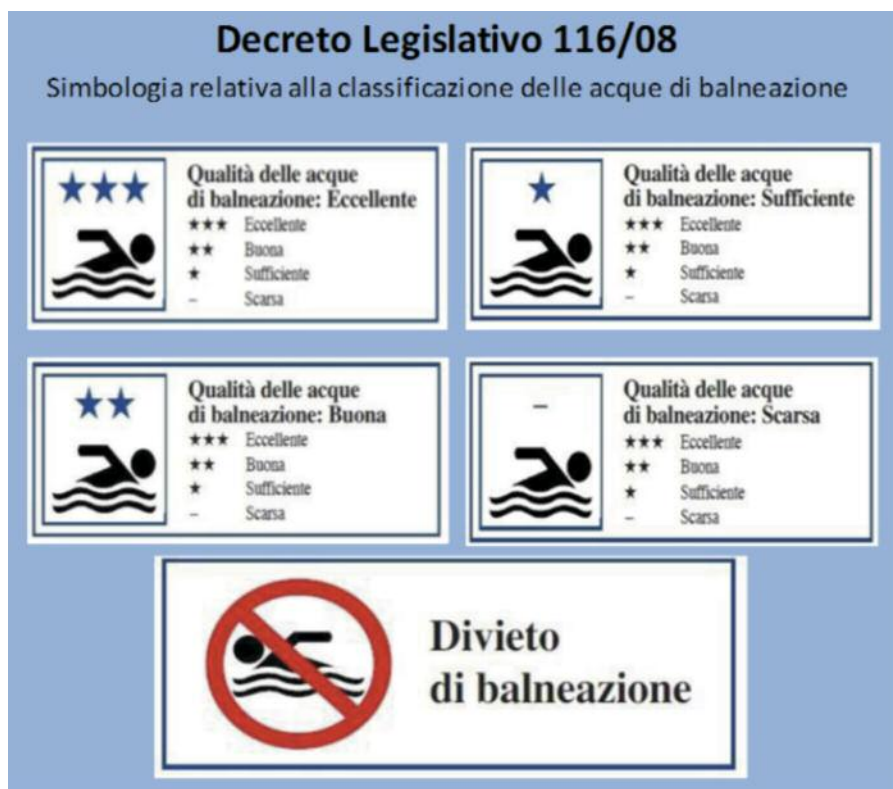 Decreto Legislativo 116/08
Simbologia relativa alla classificazione delle acque di balneazione
Qualità delle acque
di balneazione: Eccellente
★★★ Eccellente
★★ Buona
★ Sufficiente
– Scarsa
Qualità delle acque
di balneazione: Sufficiente
★★★ Eccellente
★★ Buona
★ Sufficiente
– Scarsa
Qualità delle acque
di balneazione: Buona
★★★ Eccellente
★★ Buona
★ Sufficiente
– Scarsa
Qualità delle acque
di balneazione: Scarsa
★★★ Eccellente
★★ Buona
★ Sufficiente
– Scarsa
Divieto
di balneazione